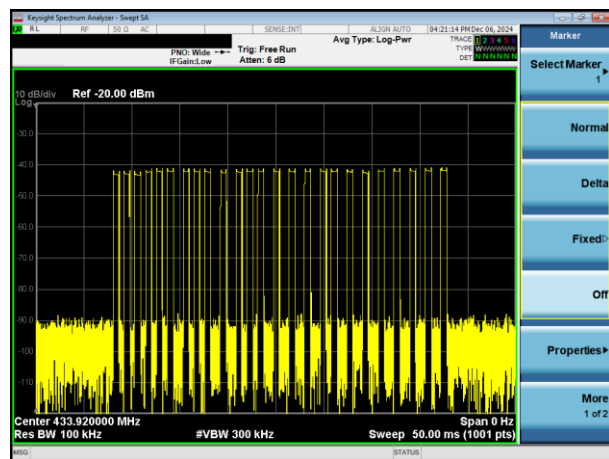 Keysight Spectrum Analyzer - Swept SA
RL RF 50 Ω AC SENSE:INT ALIGN AUTO 04:21:14 PM Dec 06, 2024
Avg Type: Log-Pwr TRACE 1 2 3 4 5 6
PNO: Wide Trig: Free Run TYPE WWWWWW
IFGain:Low Atten: 6 dB DET N N N N N N
10 dB/div Ref -20.00 dBm
Log
-30.0
-40.0
-50.0
-60.0
-70.0
-80.0
-90.0
-100
-110
Center 433.920000 MHz Span 0 Hz
Res BW 100 kHz #VBW 300 kHz Sweep 50.00 ms (1001 pts)
MSG STATUS
Marker
Select Marker
1
Normal
Delta
Fixed
Off
Properties
More
1 of 2